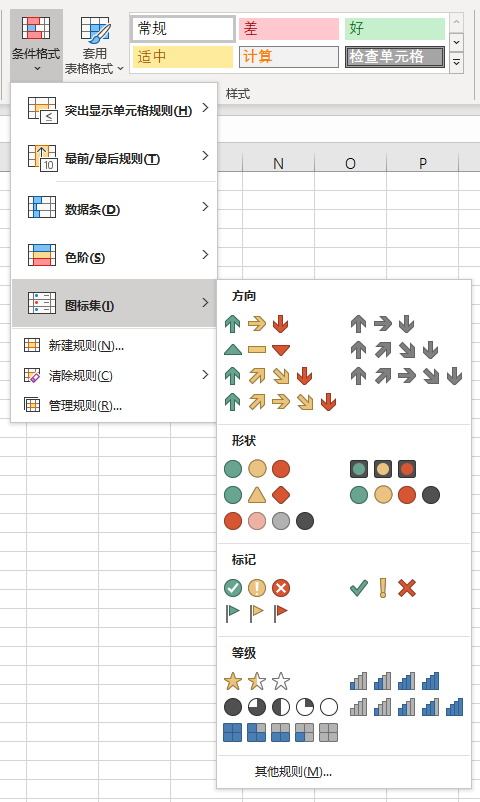 常规
差
好
条件格式
套用
表格格式
适中
计算
检查单元格
样式
突出显示单元格规则(H)
最前/最后规则(T)
10
数据条(D)
色阶(S)
图标集(I)
新建规则(N)...
清除规则(C)
管理规则(R)...
N
O
P
方向
形状
标记
等级
其他规则(M)...